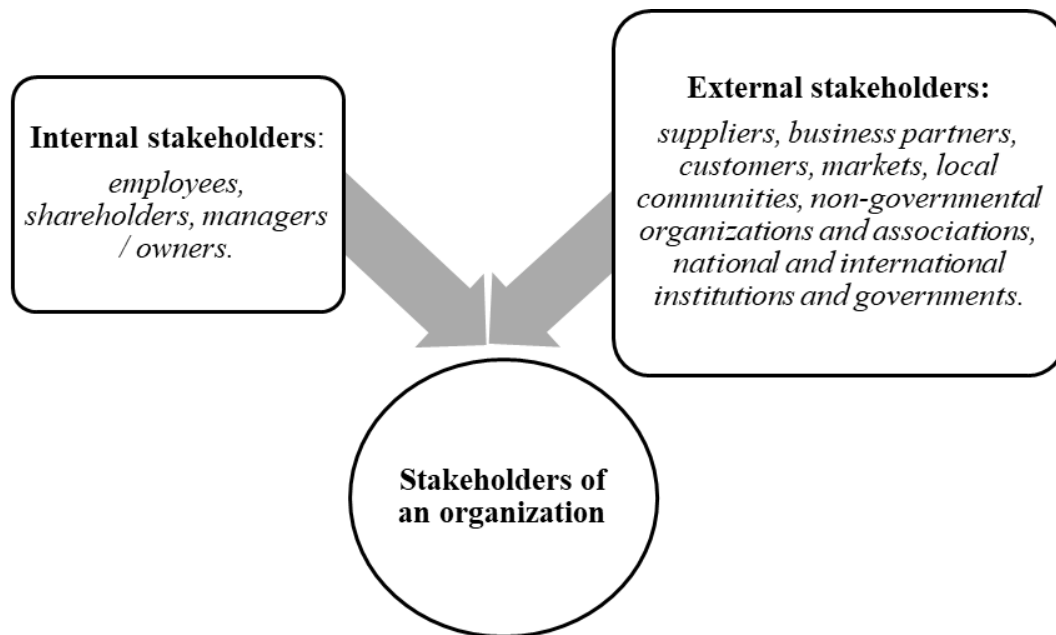 Internal stakeholders:
employees,
shareholders, managers
/ owners.
External stakeholders:
suppliers, business partners,
customers, markets, local
communities, non-governmental
organizations and associations,
national and international
institutions and governments.
Stakeholders of
an organization